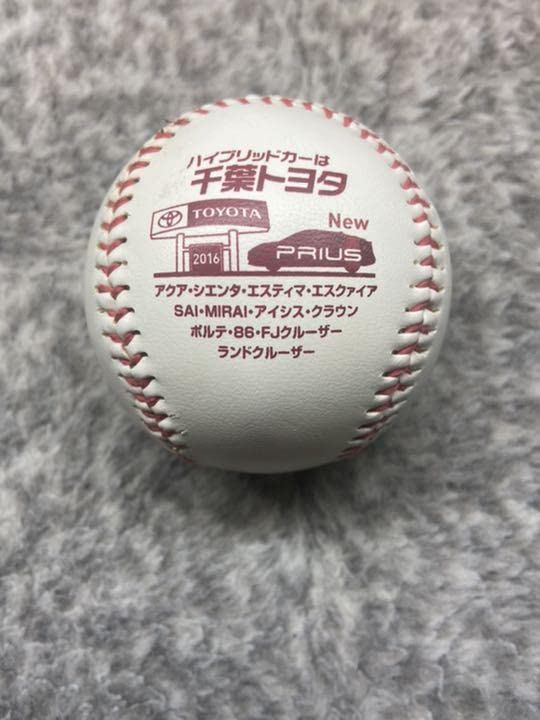 ハイブリッドカーは
千葉トヨタ
TOYOTA
New
2016
PRIUS
アクア・シエンタ・エスティマ・エスクァイア
SAI・MIRAI・アイシス・クラウン
ポルテ・86・FJクルーザー
ランドクルーザー